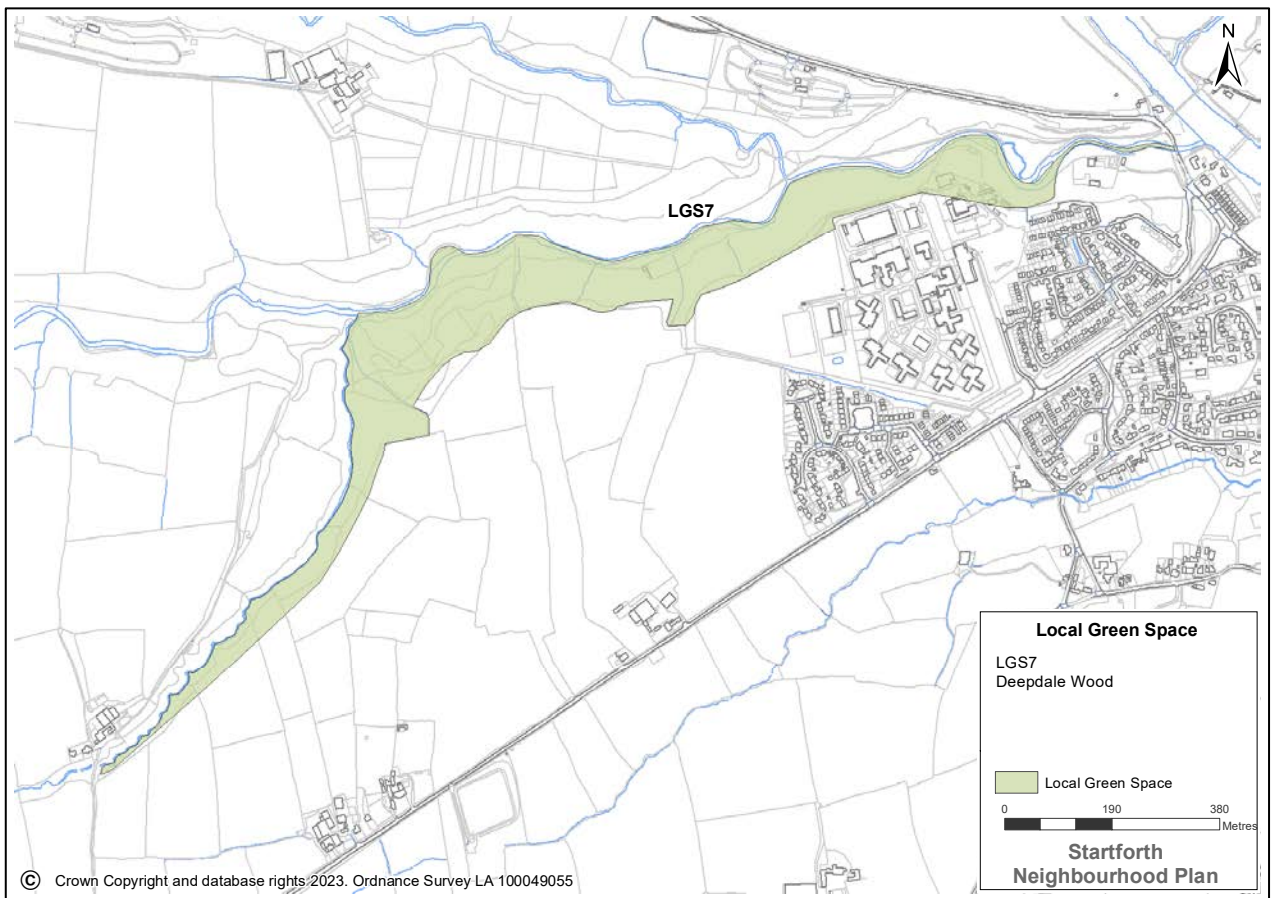 N
LGS7
Local Green Space
LGS7
Deepdale Wood
Local Green Space
0 190 380
Metres
Startforth
Neighbourhood Plan
© Crown Copyright and database rights 2023. Ordnance Survey LA 100049055